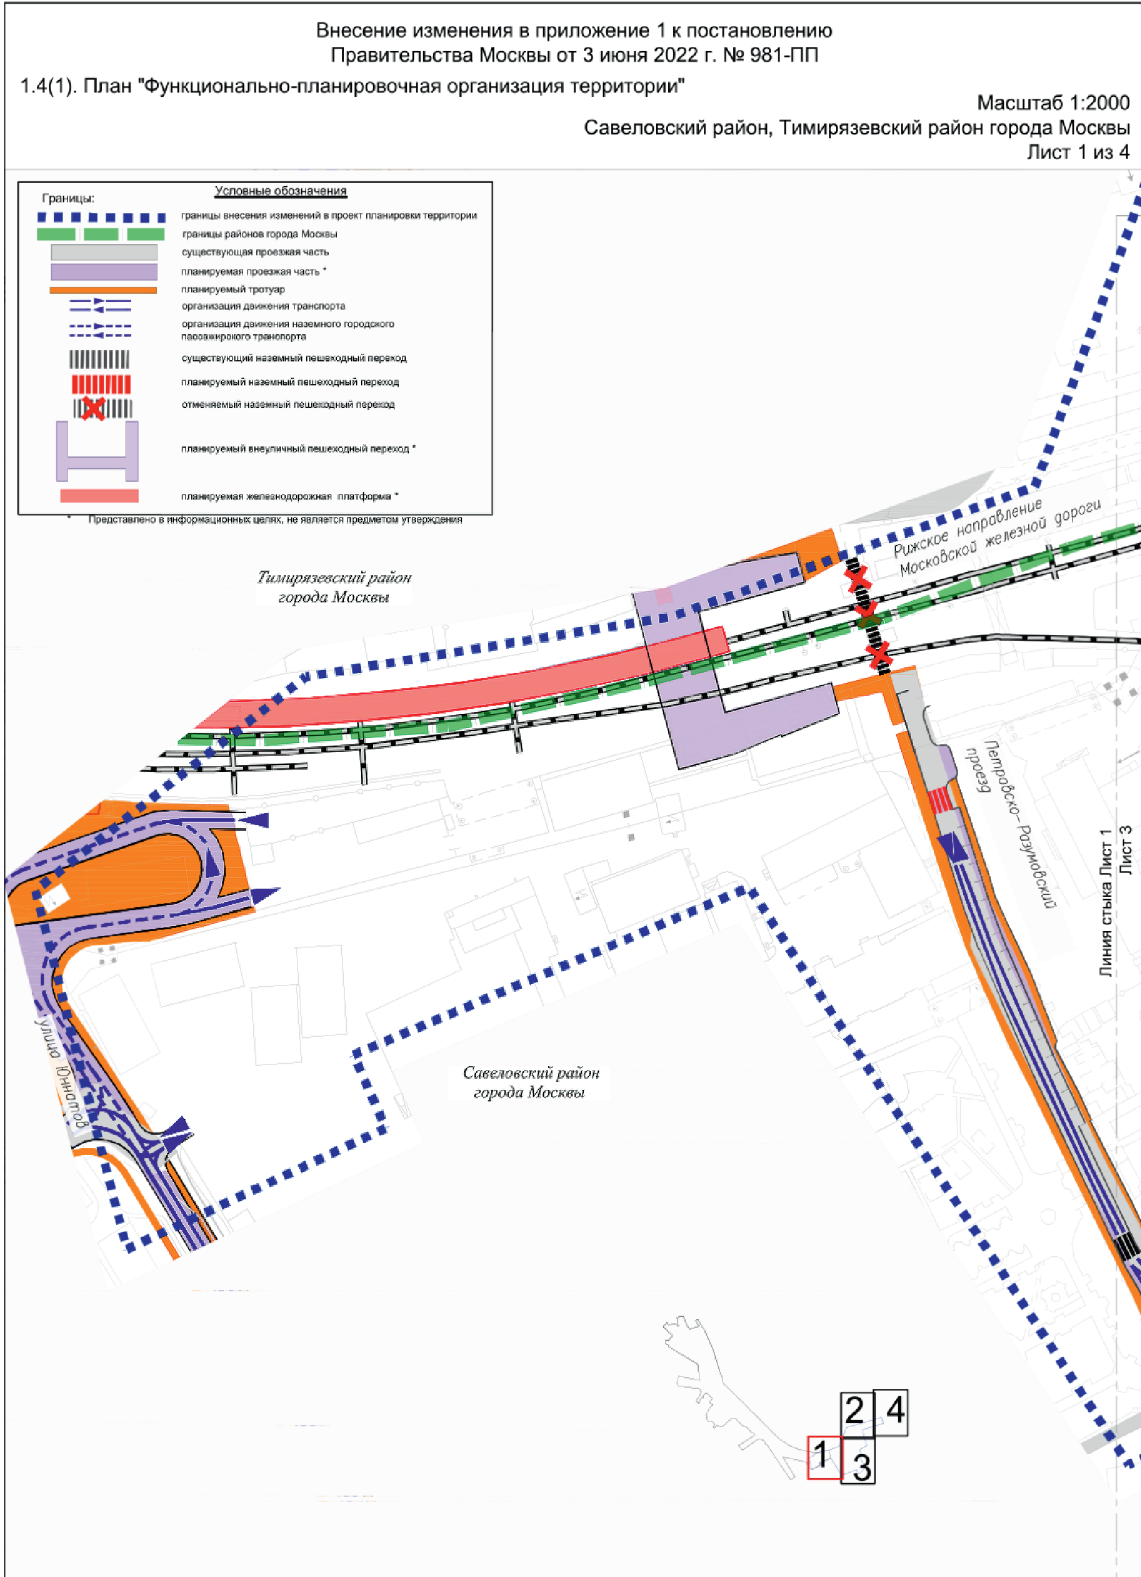 Внесение изменения в приложение 1 к постановлению
Правительства Москвы от 3 июня 2022 г. № 981-ПП
1.4(1). План "Функционально-планировочная организация территории"
Масштаб 1:2000
Савеловский район, Тимирязевский район города Москвы
Лист 1 из 4
Условные обозначения
Границы:
границы внесения изменений в проект планировки территории
границы районов города Москвы
существующая проезжая часть
планируемая проезжая часть *
планируемый тротуар
организация движения транспорта
организация движения наземного городского
пассажирского транспорта
существующий наземный пешеходный переход
планируемый наземный пешеходный переход
отменяемый наземный пешеходный переход
планируемый внеуличный пешеходный переход *
планируемая железнодорожная платформа *
* Представлено в информационных целях, не является предметом утверждения
Рижское направление
Московской железной дороги
Тимирязевский район
города Москвы
Петровско-Разумовский
проезд
Линия стыка Лист 1
Лист 3
улица Юннатов
Савеловский район
города Москвы
2
4
1
3